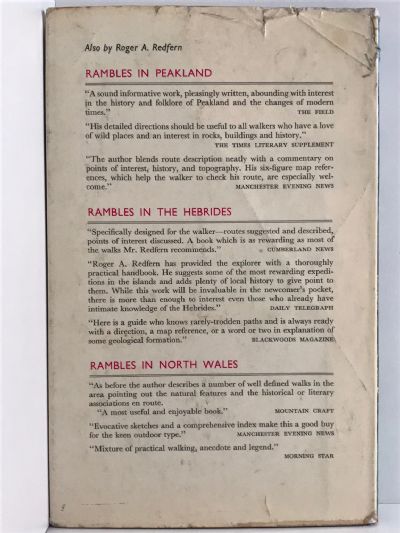 Also by Roger A. Redfern
RAMBLES IN PEAKLAND
"A sound informative work, pleasingly written, abounding with interest
in the history and folklore of Peakland and the changes of modern
times." THE FIELD
"His detailed directions should be useful to all walkers who have a love
of wild places and an interest in rocks, buildings and history."
THE TIMES LITERARY SUPPLEMENT
"The author blends route description neatly with a commentary on
points of interest, history, and topography. His six-figure map refer-
ences, which help the walker to check his route, are especially wel-
come." MANCHESTER EVENING NEWS
RAMBLES IN THE HEBRIDES
"Specifically designed for the walker—routes suggested and described,
points of interest discussed. A book which is as rewarding as most of
the walks Mr. Redfern recommends." CUMBERLAND NEWS
"Roger A. Redfern has provided the explorer with a thoroughly
practical handbook. He suggests some of the most rewarding expedi-
tions in the islands and adds plenty of local history to give point to
them. While this work will be invaluable in the newcomer's pocket,
there is more than enough to interest even those who already have
intimate knowledge of the Hebrides." DAILY TELEGRAPH
"Here is a guide who knows rarely-trodden paths and is always ready
with a direction, a map reference, or a word or two in explanation of
some geological formation." BLACKWOODS MAGAZINE
RAMBLES IN NORTH WALES
"As before the author describes a number of well defined walks in the
area pointing out the natural features and the historical or literary
associations en route.
"A most useful and enjoyable book." MOUNTAIN CRAFT
"Evocative sketches and a comprehensive index make this a good buy
for the keen outdoor type." MANCHESTER EVENING NEWS
"Mixture of practical walking, anecdote and legend."
MORNING STAR